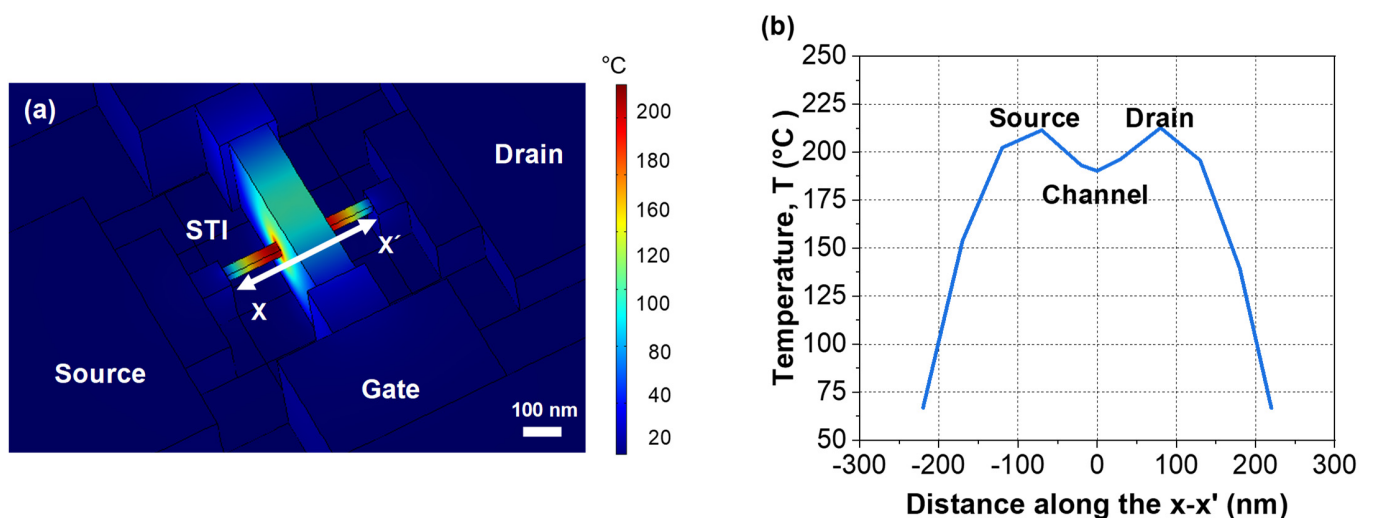 (a)
STI
Drain
X
X´
Source
Gate
100 nm
°C
200
180
160
120
100
80
40
20
(b)
250
225
200
175
150
125
100
75
50
Temperature, T (°C )
Source
Drain
Channel
-300 -200 -100 0 100 200 300
Distance along the x-x' (nm)